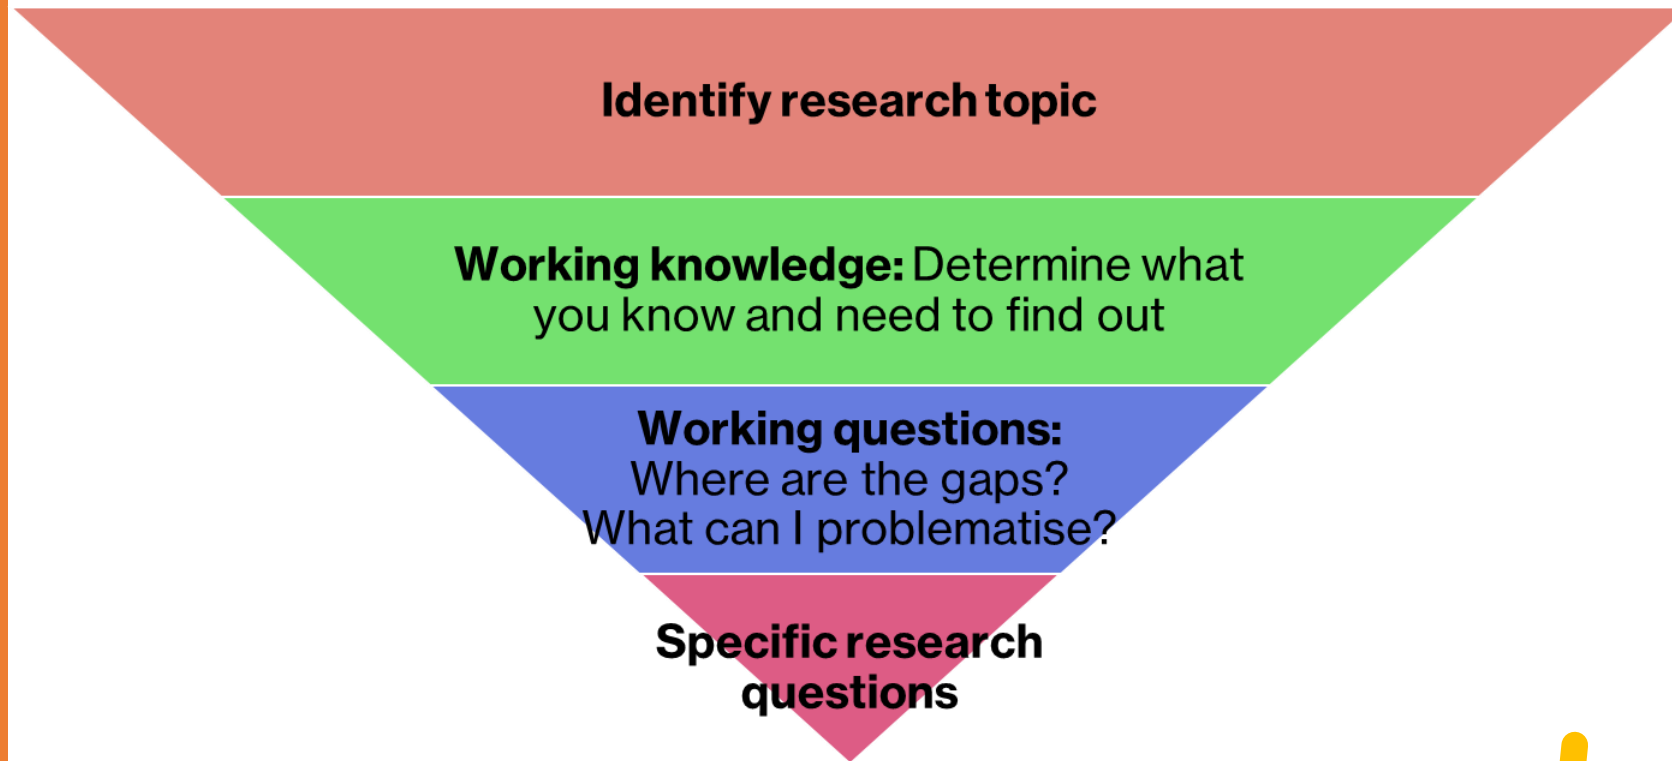 Identify research topic
Working knowledge: Determine what
you know and need to find out
Working questions:
Where are the gaps?
What can I problematise?
Specific research
questions